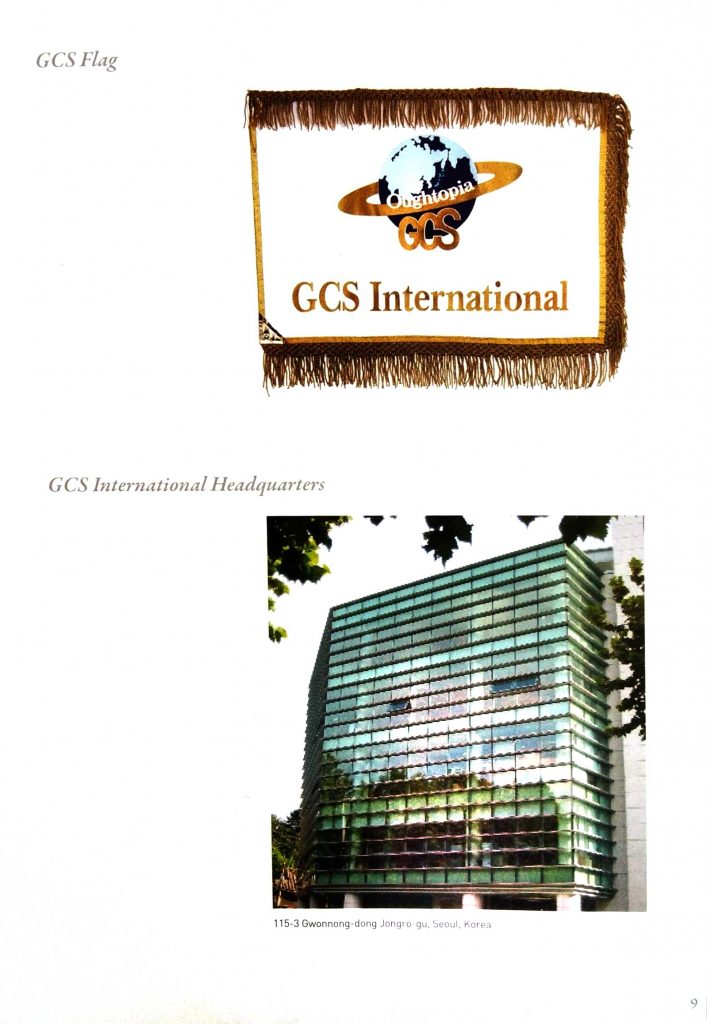 GCS Flag
Oughtopia
GCS
GCS International
GCS International Headquarters
115-3 Gwonnong-dong Jongro-gu, Seoul, Korea
9